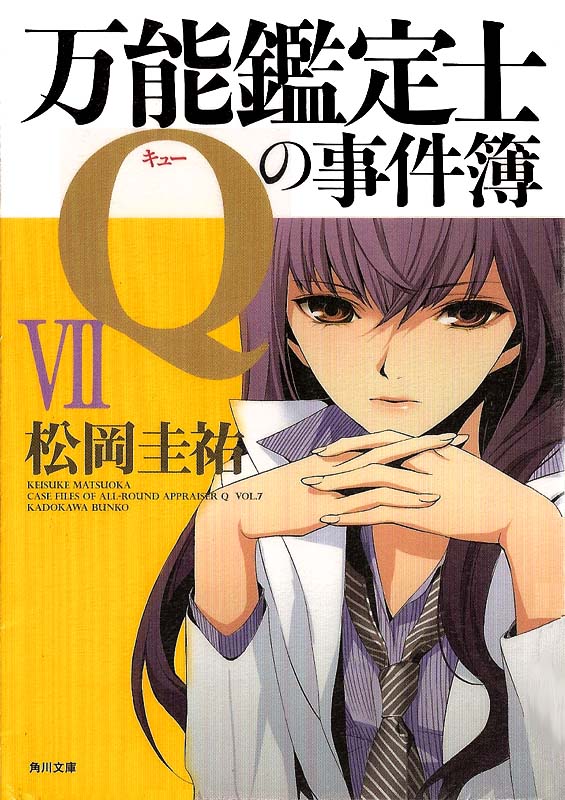 万能鑑定士
Q
キュー
の事件簿
VII
松岡圭祐
KEISUKE MATSUOKA
CASE FILES OF ALL-ROUND APPRAISER Q VOL.7
KADOKAWA BUNKO
角川文庫